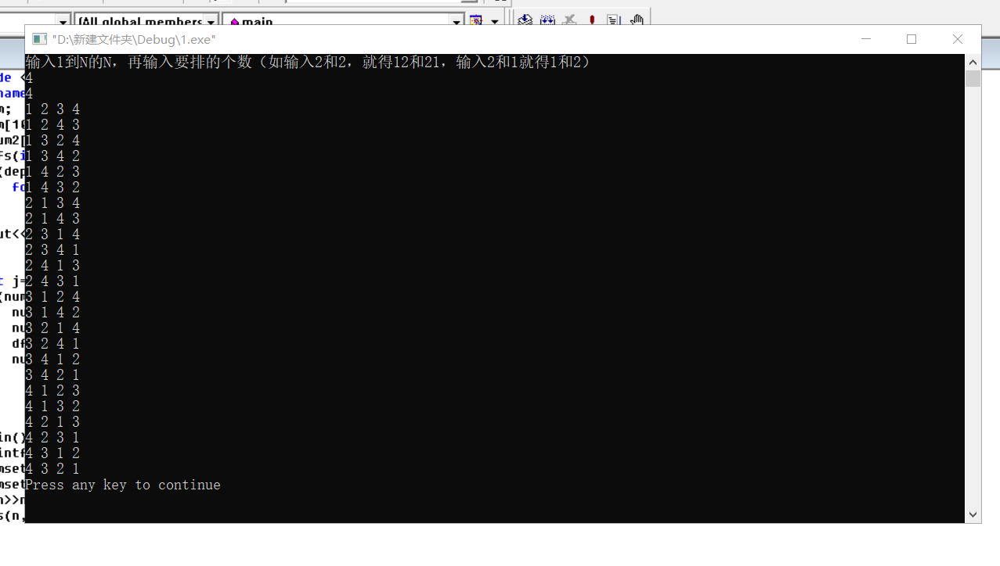 [All global members
main
"D:\新建文件夹\Debug\1.exe"
输入1到N的N，再输入要排的个数（如输入2和2，就得12和21，输入2和1就得1和2）
4
4
1 2 3 4
1 2 4 3
1 3 2 4
1 3 4 2
1 4 2 3
1 4 3 2
2 1 3 4
2 1 4 3
2 3 1 4
2 3 4 1
2 4 1 3
2 4 3 1
3 1 2 4
3 1 4 2
3 2 1 4
3 2 4 1
3 4 1 2
3 4 2 1
4 1 2 3
4 1 3 2
4 2 1 3
4 2 3 1
4 3 1 2
4 3 2 1
Press any key to continue